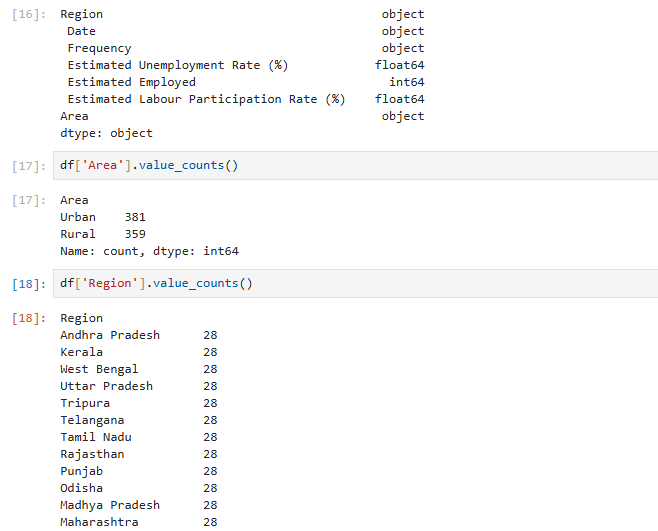 [16]: Region object
Date object
Frequency object
Estimated Unemployment Rate (%) float64
Estimated Employed int64
Estimated Labour Participation Rate (%) float64
Area object
dtype: object
[17]: df['Area'].value_counts()
[17]: Area
Urban 381
Rural 359
Name: count, dtype: int64
[18]: df['Region'].value_counts()
[18]: Region
Andhra Pradesh 28
Kerala 28
West Bengal 28
Uttar Pradesh 28
Tripura 28
Telangana 28
Tamil Nadu 28
Rajasthan 28
Punjab 28
Odisha 28
Madhya Pradesh 28
Maharashtra 28